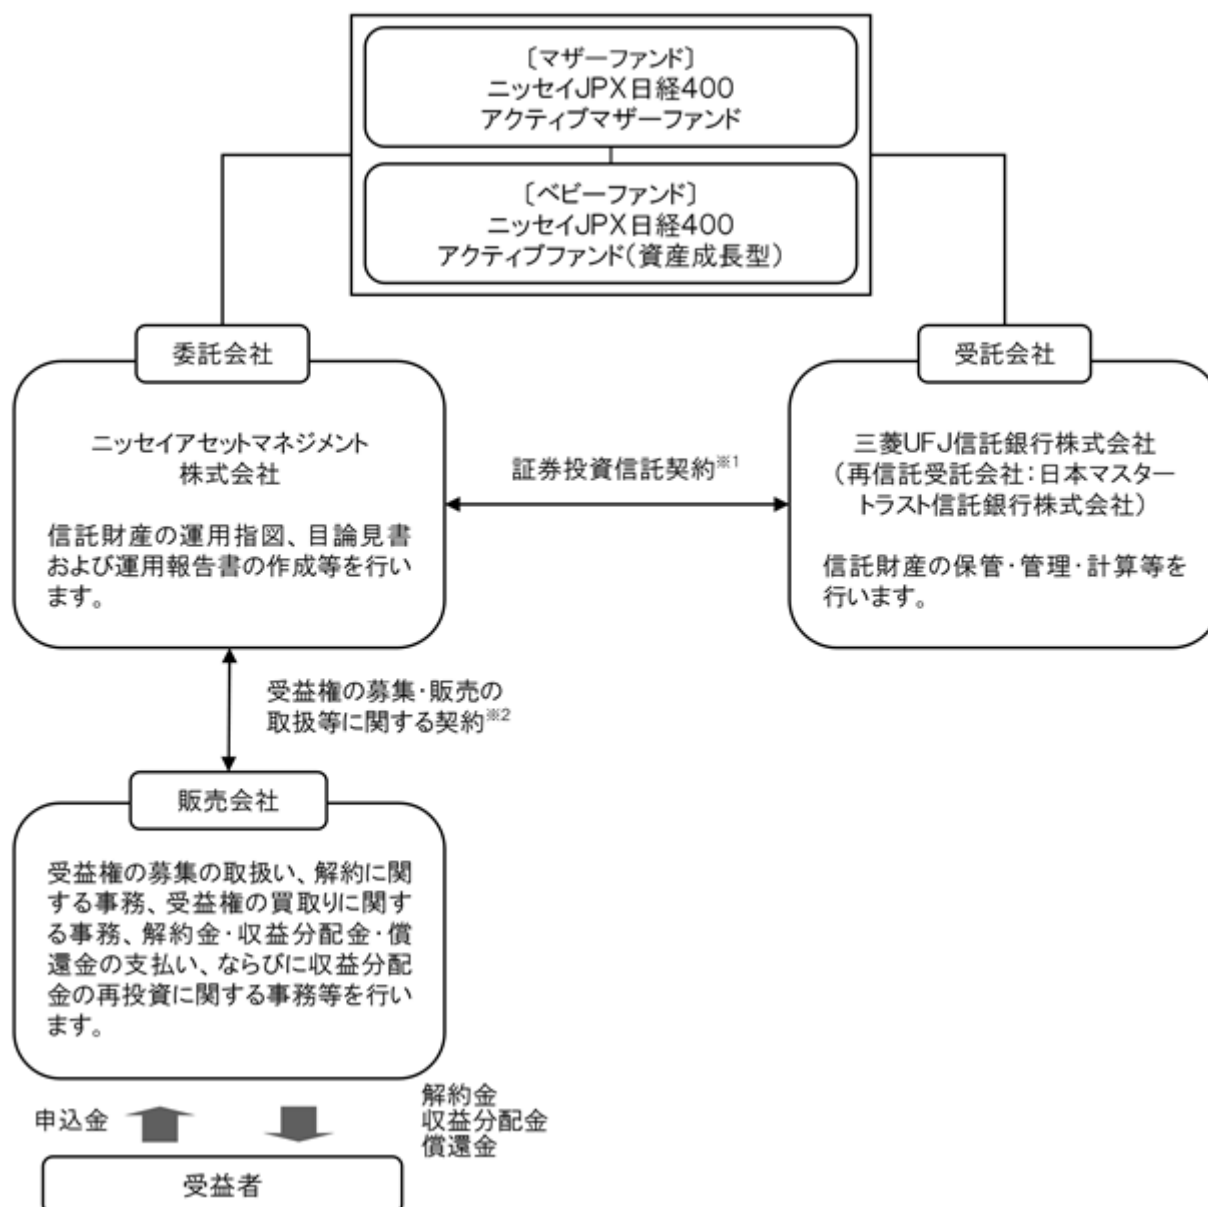 〔マザーファンド〕
ニッセイJPX日経400
アクティブマザーファンド
〔ベビーファンド〕
ニッセイJPX日経400
アクティブファンド(資産成長型)
委託会社
ニッセイアセットマネジメント
株式会社
信託財産の運用指図、目論見書
および運用報告書の作成等を行い
ます。
証券投資信託契約※1
受託会社
三菱UFJ信託銀行株式会社
(再信託受託会社:日本マスター
トラスト信託銀行株式会社)
信託財産の保管・管理・計算等を
行います。
受益権の募集・販売の
取扱等に関する契約※2
販売会社
受益権の募集の取扱い、解約に関
する事務、受益権の買取りに関す
る事務、解約金・収益分配金・償
還金の支払い、ならびに収益分配
金の再投資に関する事務等を行い
ます。
申込金
解約金
収益分配金
償還金
受益者